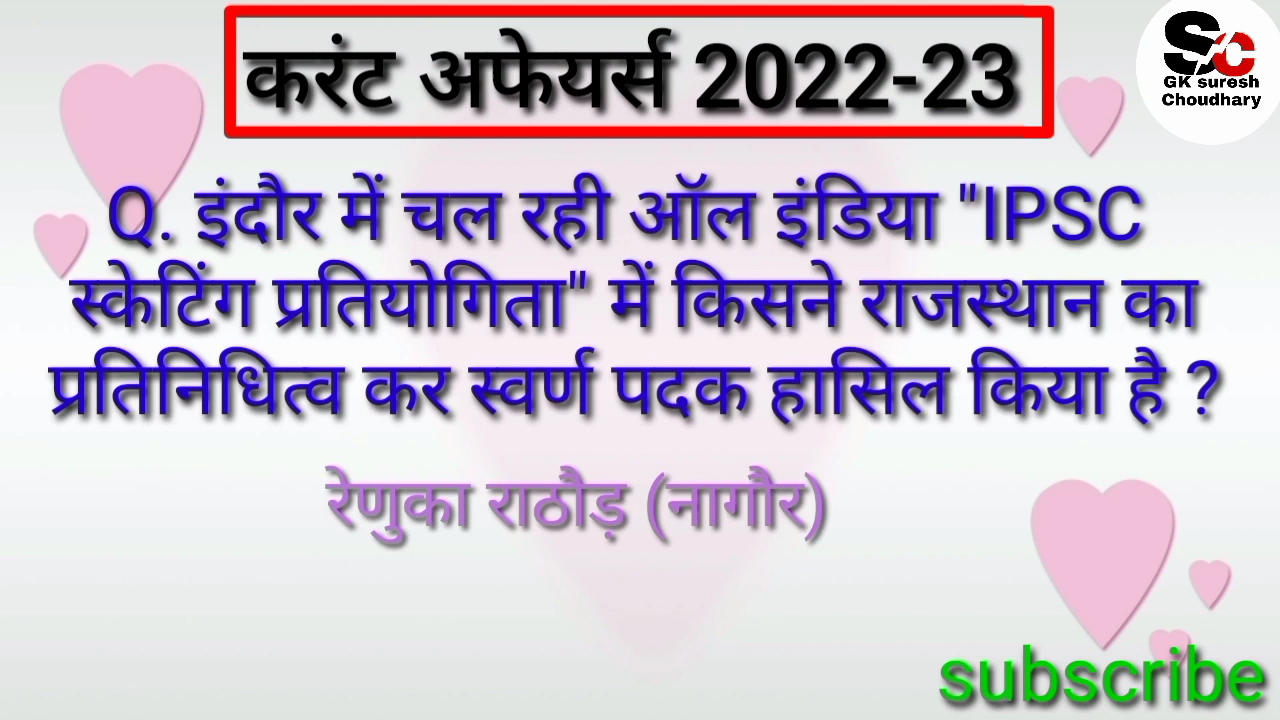 करंट अफेयर्स 2022-23
SC
GK suresh
Choudhary
Q. इंदौर में चल रही ऑल इंडिया "IPSC
स्केटिंग प्रतियोगिता" में किसने राजस्थान का
प्रतिनिधित्व कर स्वर्ण पदक हासिल किया है ?
रेणुका राठौड़ (नागौर)
subscribe